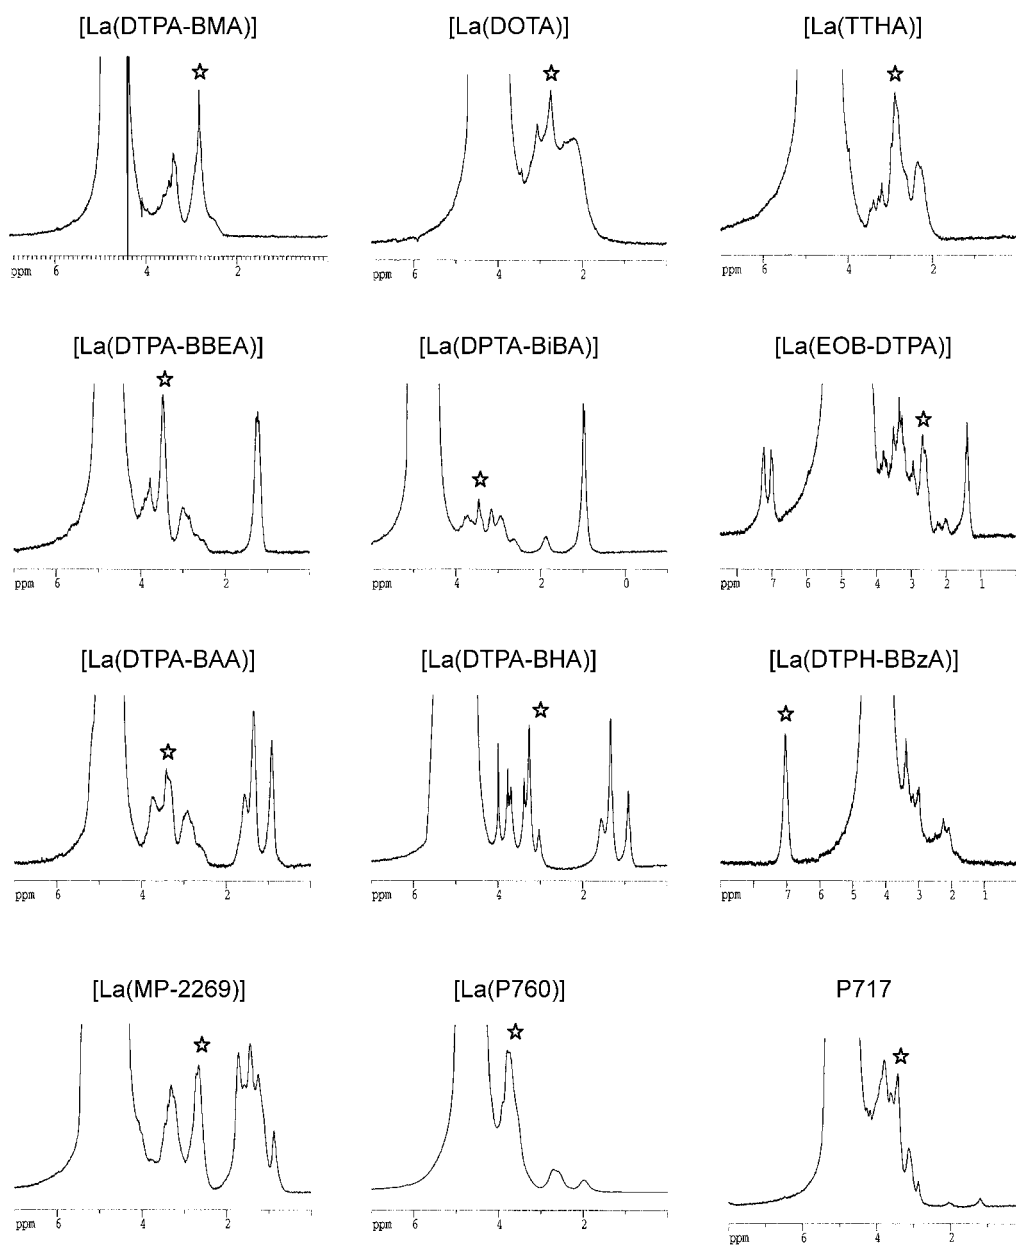 [La(DTPA-BMA)] [La(DOTA)] [La(TTHA)]
ppm 6 4 2 ppm 6 4 2 ppm 6 4 2
[La(DTPA-BBEA)] [La(DPTA-BiBA)] [La(EOB-DTPA)]
ppm 6 4 2 ppm 4 2 0 ppm 7 6 5 4 3 2 1
[La(DTPA-BAA)] [La(DTPA-BHA)] [La(DTPH-BBzA)]
ppm 6 4 2 ppm 6 4 2 ppm 7 6 5 4 3 2 1
[La(MP-2269)] [La(P760)] P717
ppm 6 4 2 ppm 6 4 2 ppm 6 4 2